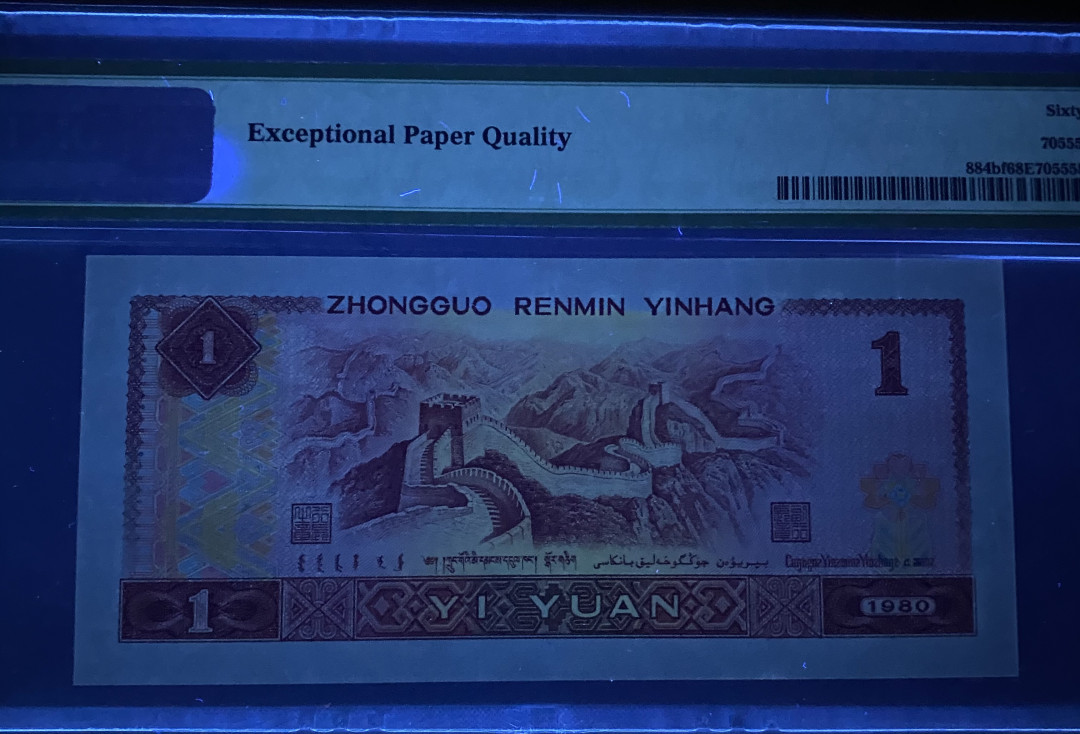 Exceptional Paper Quality
Sixty
70555
884bf68E70555
ZHONGGUO RENMIN YINHANG
1
1
YI YUAN
1
1980